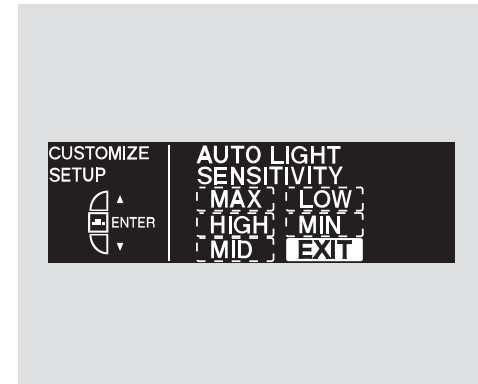 CUSTOMIZE
SETUP
▲
ENTER
▼
AUTO LIGHT
SENSITIVITY
MAX LOW
HIGH MIN
MID EXIT